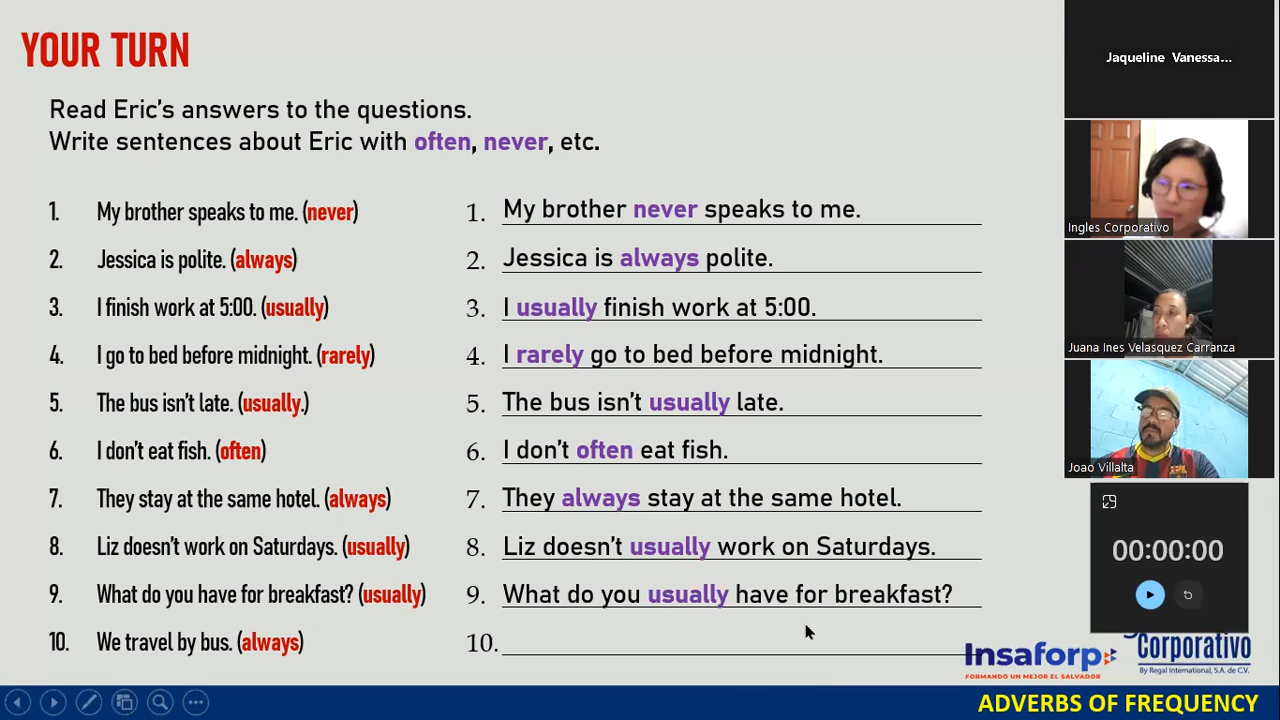 YOUR TURN
Read Eric's answers to the questions.
Write sentences about Eric with often, never, etc.
1. My brother speaks to me. (never)
2. Jessica is polite. (always)
3. I finish work at 5:00. (usually)
4. I go to bed before midnight. (rarely)
5. The bus isn't late. (usually.)
6. I don't eat fish. (often)
7. They stay at the same hotel. (always)
8. Liz doesn't work on Saturdays. (usually)
9. What do you have for breakfast? (usually)
10. We travel by bus. (always)
1. My brother never speaks to me.
2. Jessica is always polite.
3. I usually finish work at 5:00.
4. I rarely go to bed before midnight.
5. The bus isn't usually late.
6. I don't often eat fish.
7. They always stay at the same hotel.
8. Liz doesn't usually work on Saturdays.
9. What do you usually have for breakfast?
10.
Jaqueline Vanessa...
Ingles Corporativo
Juana Ines Velasquez Carranza
Joao Villalta
00:00:00
Insaforp
FORMANDO UN MEJOR EL SALVADOR
Corporativo
By Regal International, S.A. de C.V.
ADVERBS OF FREQUENCY